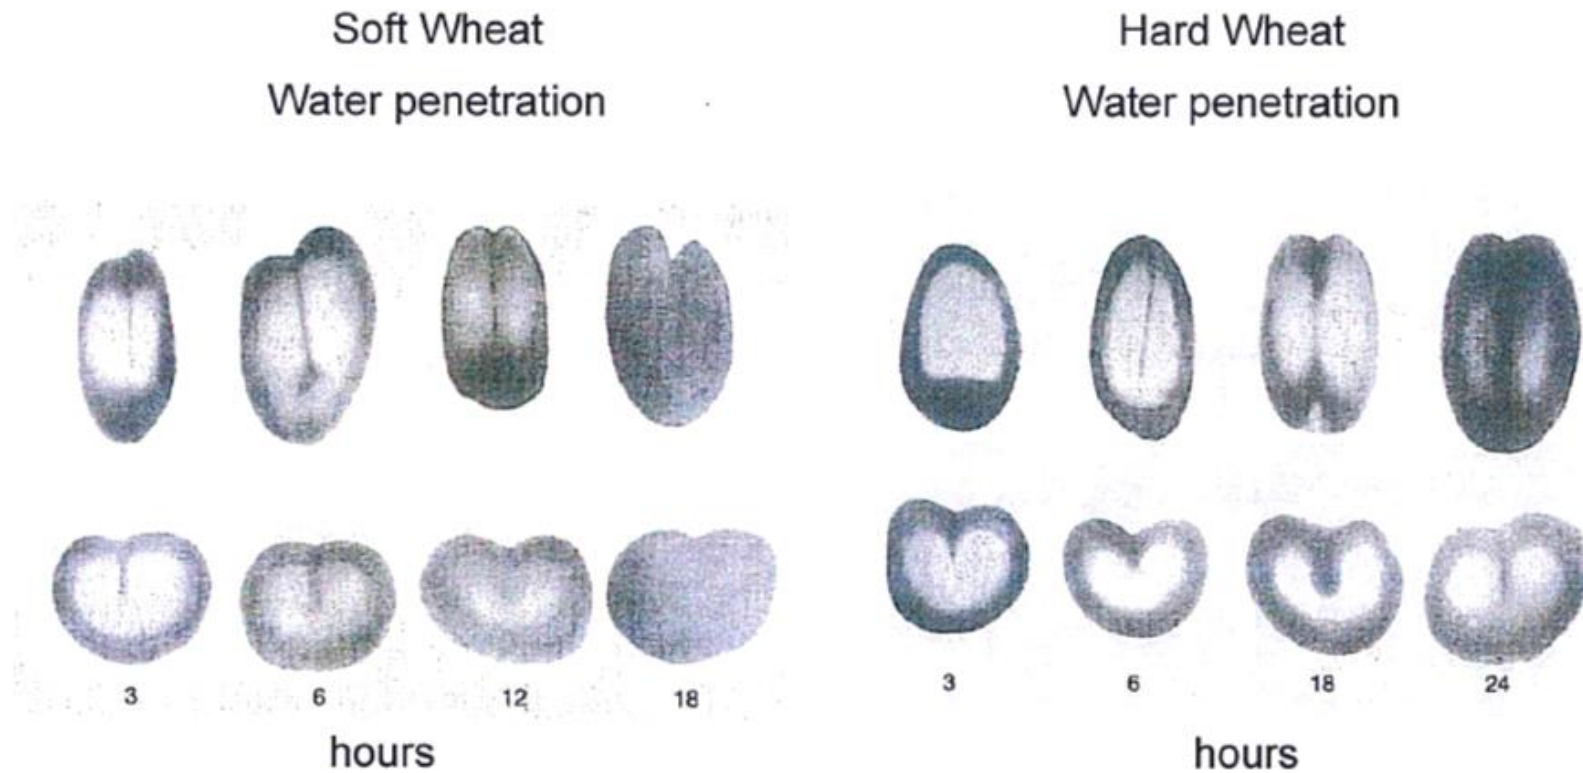 Soft Wheat
Water penetration
3 6 12 18
hours
Hard Wheat
Water penetration
3 6 18 24
hours